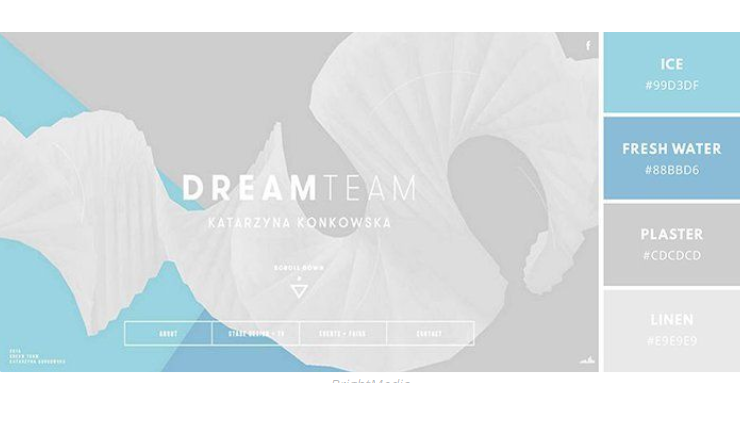 f
DREAMTEAM
KATARZYNA KONKOWSKA
SCROLL DOWN
ABOUT
STAGE DESIGN + TV
EVENTS + FAIRS
CONTACT
2014
DREAM TEAM
KATARZYNA KONKOWSKA
ICE
#99D3DF
FRESH WATER
#88BBD6
PLASTER
#CDCDCD
LINEN
#E9E9E9
BrightMedia